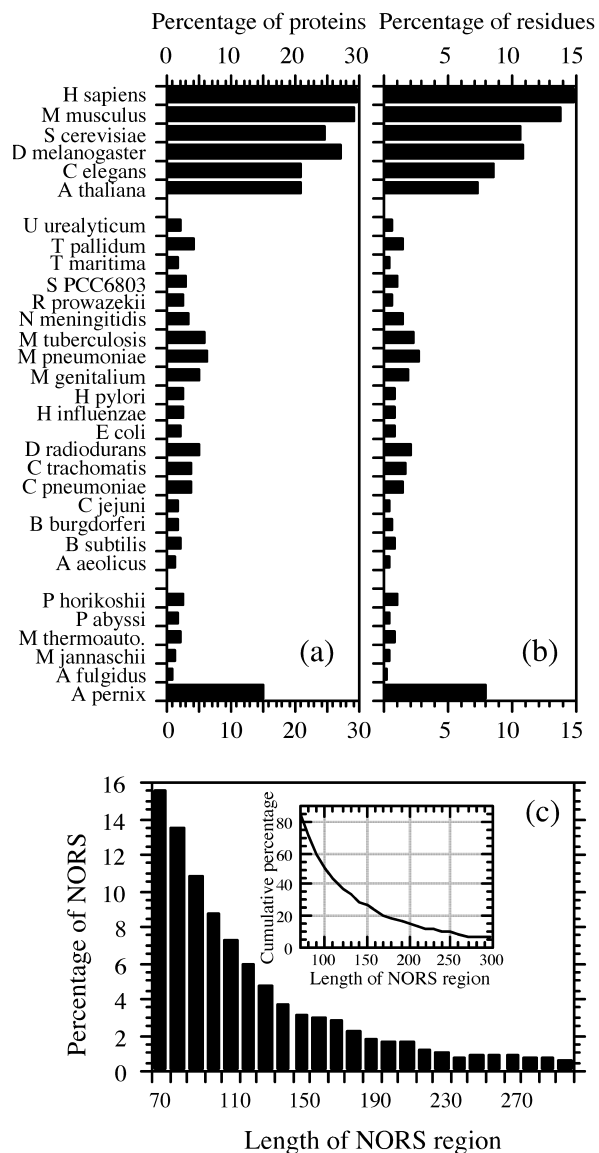 Percentage of proteins Percentage of residues
0 10 20 30 5 10 15
H sapiens
M musculus
S cerevisiae
D melanogaster
C elegans
A thaliana
U urealyticum
T pallidum
T maritima
S PCC6803
R prowazekii
N meningitidis
M tuberculosis
M pneumoniae
M genitalium
H pylori
H influenzae
E coli
D radiodurans
C trachomatis
C pneumoniae
C jejuni
B burgdorferi
B subtilis
A aeolicus
P horikoshii
P abyssi
M thermoauto.
M jannaschii
A fulgidus
A pernix
(a) (b)
0 10 20 30 5 10 15
Percentage of NORS
16
14
12
10
8
6
4
2
0
70 110 150 190 230 270
Length of NORS region
(c)
Cumulative percentage
80
60
40
20
0
100 150 200 250 300
Length of NORS region